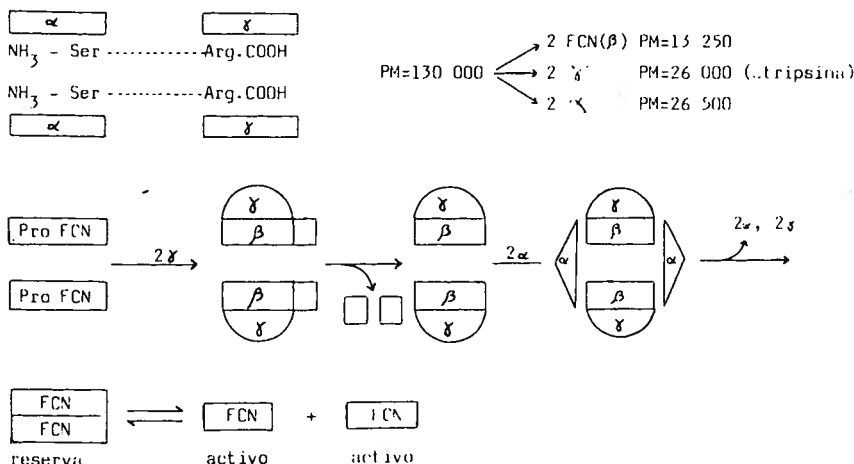 α γ
NH3 - Ser ----------- Arg.COOH
NH3 - Ser ----------- Arg.COOH
α γ
PM=130 000
2 FCN(β) PM=13 250
2 γ PM=26 000 (..tripsina)
2 α PM=26 500
Pro FCN
Pro FCN
2γ
γ
β
β
γ
γ
β
β
γ
2α
γ
β
α α
β
γ
2α, 2γ
FCN
FCN
FCN + FCN
reserva activo activo